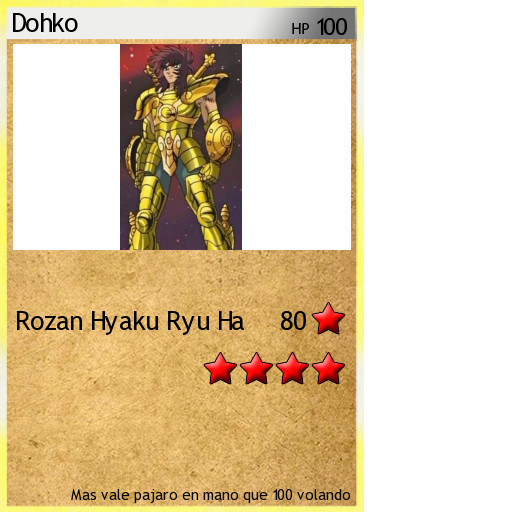 Dohko HP 100
Rozan Hyaku Ryu Ha 80
Mas vale pajaro en mano que 100 volando